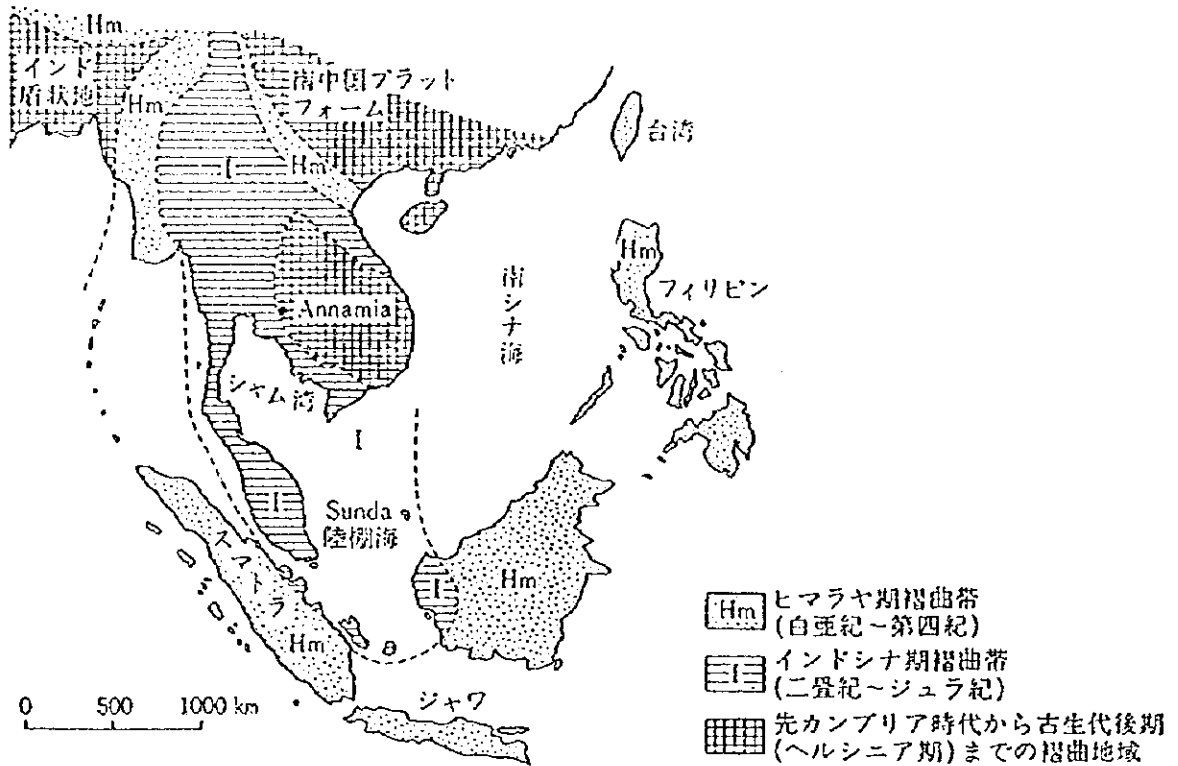 Hm
インド
盾状地
南中国プラット
フォーム
Hm
I
Hm
台湾
Hm
フィリピン
南シナ海
Annamia
シャム湾
I
I
Sunda
陸棚海
I
Hm
スマトラ
Hm
ジャワ
0 500 1000 km
Hm ヒマラヤ期褶曲帯
(白亜紀~第四紀)
I インドシナ期褶曲帯
(二畳紀~ジュラ紀)
先カンブリア時代から古生代後期
(ヘルシニア期)までの褶曲地域